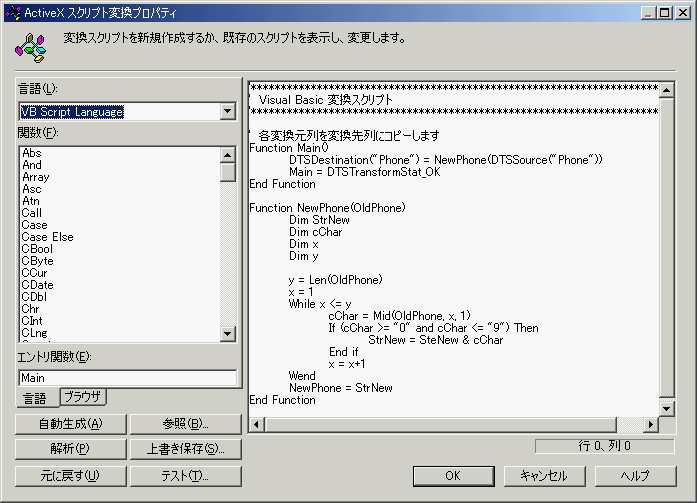 ActiveX スクリプト変換プロパティ
変換スクリプトを新規作成するか、既存のスクリプトを表示し、変更します。
言語(L):
VB Script Language
関数(F):
Abs
And
Array
Asc
Atn
Call
Case
Case Else
CBool
CByte
CCur
CDate
CDbl
Chr
CInt
CLng
エントリ関数(E):
Main
言語
ブラウザ
自動生成(A)
参照(B)...
解析(P)
上書き保存(S)...
元に戻す(U)
テスト(T)...
'**********************************************************************
' Visual Basic 変換スクリプト
'**********************************************************************
' 各変換元列を変換先列にコピーします
Function Main()
DTSDestination("Phone") = NewPhone(DTSSource("Phone"))
Main = DTSTransformStat_OK
End Function
Function NewPhone(OldPhone)
Dim StrNew
Dim cChar
Dim x
Dim y
y = Len(OldPhone)
x = 1
While x <= y
cChar = Mid(OldPhone, x, 1)
If (cChar >= "0" and cChar <= "9") Then
StrNew = SteNew & cChar
End if
x = x+1
Wend
NewPhone = StrNew
End Function
行 0、列 0
OK
キャンセル
ヘルプ